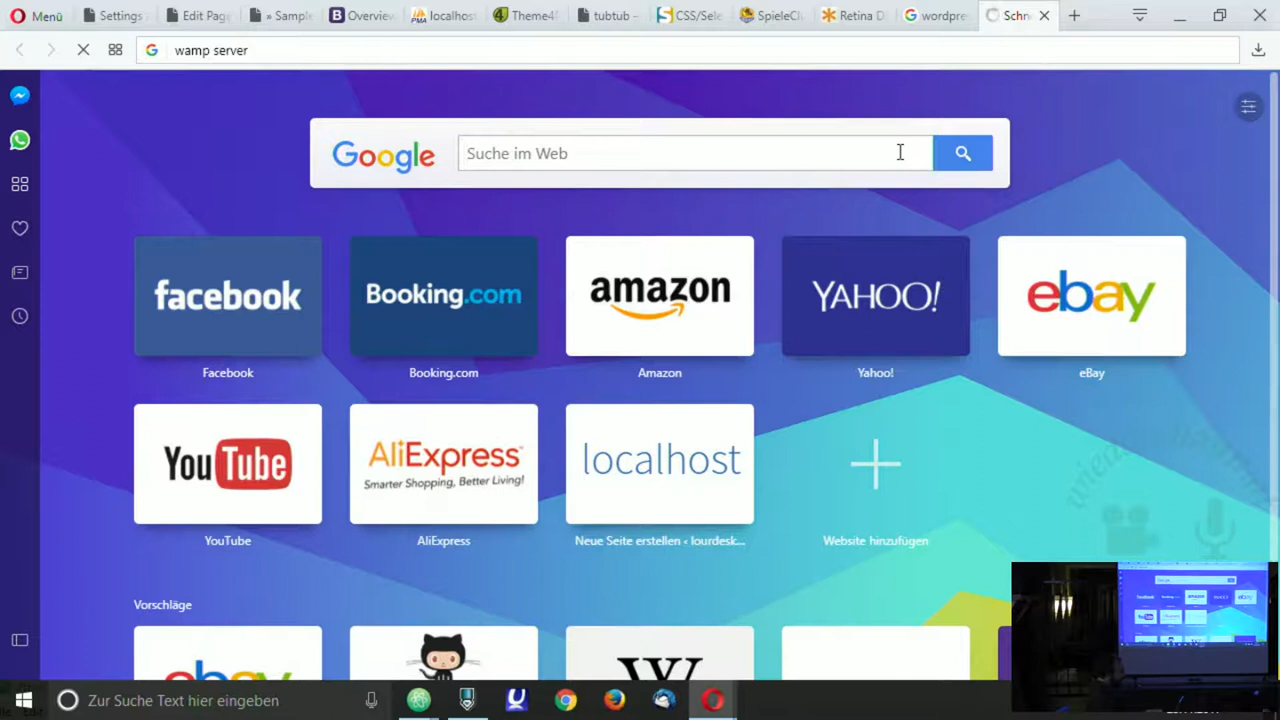 Menü Settings Edit Page » Sample Overview localhos Theme4 tubtub – CSS/Sele SpieleCl Retina D wordpre Schn
wamp server
Google Suche im Web
facebook Booking.com amazon YAHOO! ebay
Facebook Booking.com Amazon Yahoo! eBay
YouTube AliExpress localhost
Smarter Shopping, Better Living!
YouTube AliExpress Neue Seite erstellen ‹ lourdesk... Website hinzufügen
Vorschläge
ebay W
Zur Suche Text hier eingeben